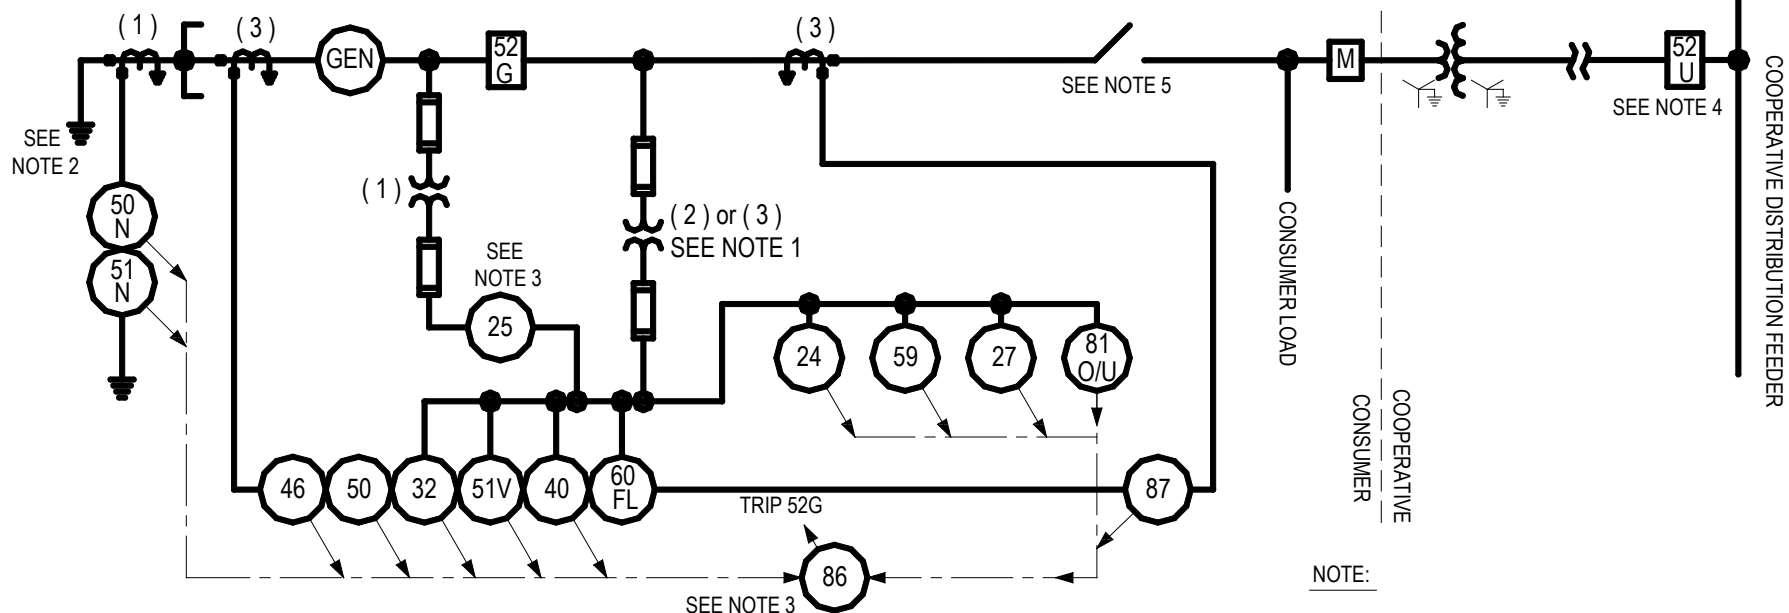 ( 1 )
( 3 )
GEN
52
G
( 3 )
SEE NOTE 5
M
52
U
SEE NOTE 4
COOPERATIVE DISTRIBUTION FEEDER
SEE
NOTE 2
( 1 )
( 2 ) or ( 3 )
SEE NOTE 1
CONSUMER LOAD
50
N
51
N
SEE
NOTE 3
25
24
59
27
81
O/U
CONSUMER
COOPERATIVE
46
50
32
51V
40
60
FL
87
TRIP 52G
86
SEE NOTE 3
NOTE: